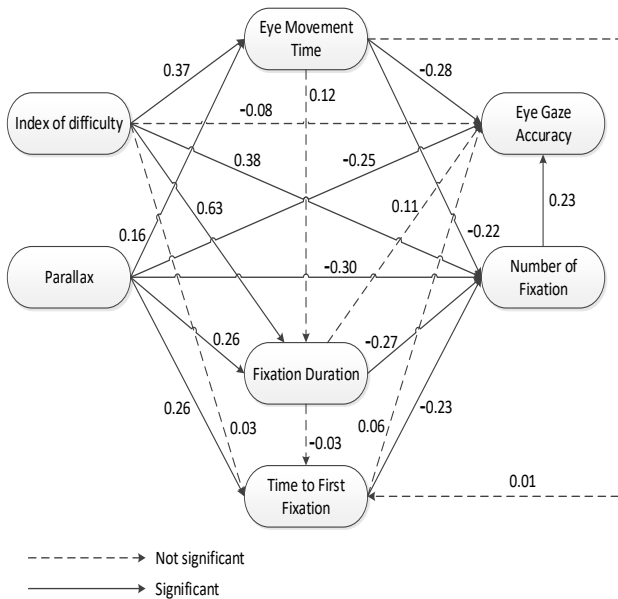 Eye Movement
Time
0.37
-0.28
0.12
Index of difficulty
-0.08
Eye Gaze
Accuracy
0.38
-0.25
0.63
0.11
0.23
0.16
-0.22
Parallax
-0.30
Number of
Fixation
0.26
-0.27
Fixation Duration
0.26
-0.23
0.03
0.06
-0.03
Time to First
Fixation
0.01
Not significant
Significant